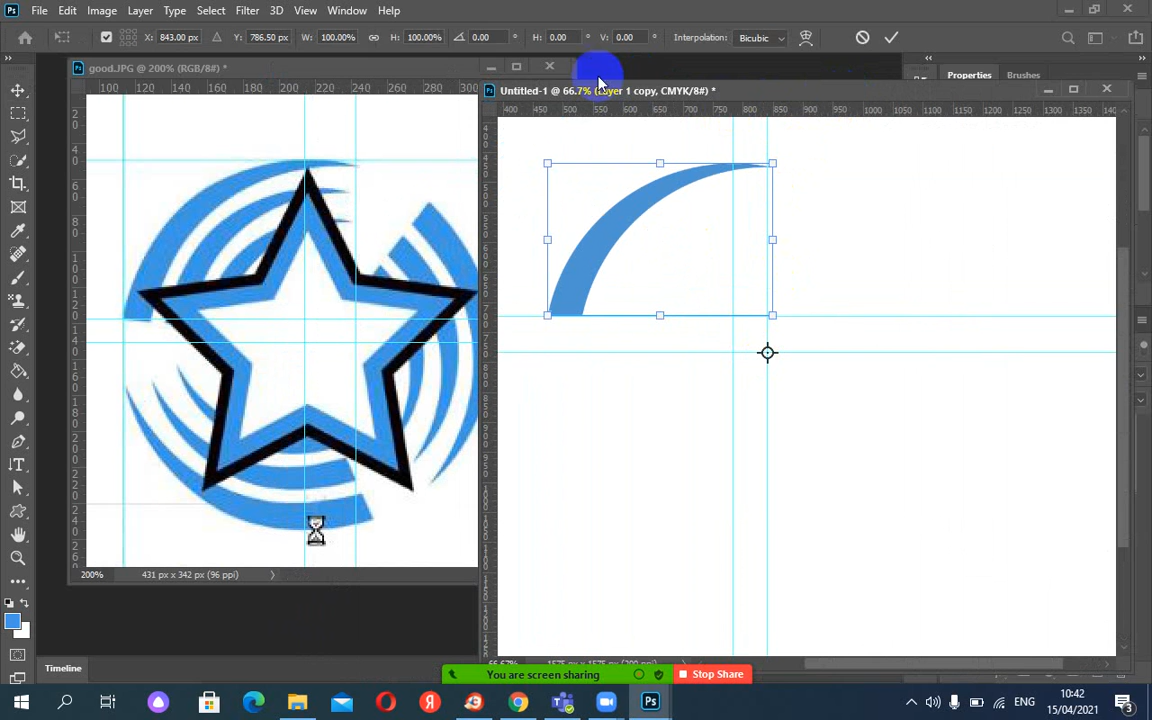 Ps File Edit Image Layer Type Select Filter 3D View Window Help
X: 843.00 px Y: 786.50 px W: 100.00% H: 100.00% 0.00 ° H: 0.00 ° V: 0.00 ° Interpolation: Bicubic
good.JPG @ 200% (RGB/8#) *
Properties Brushes
Untitled-1 @ 66.7% (Layer 1 copy, CMYK/8#) *
100 120 140 160 180 200 220 240 260 280 300
400 450 500 550 600 650 700 750 800 850 900 950 1000 1050 1100 1150 1200 1250 1300 1350 140
200% 431 px x 342 px (96 ppi)
Timeline
You are screen sharing Stop Share
Ps ENG 10:42
15/04/2021 3